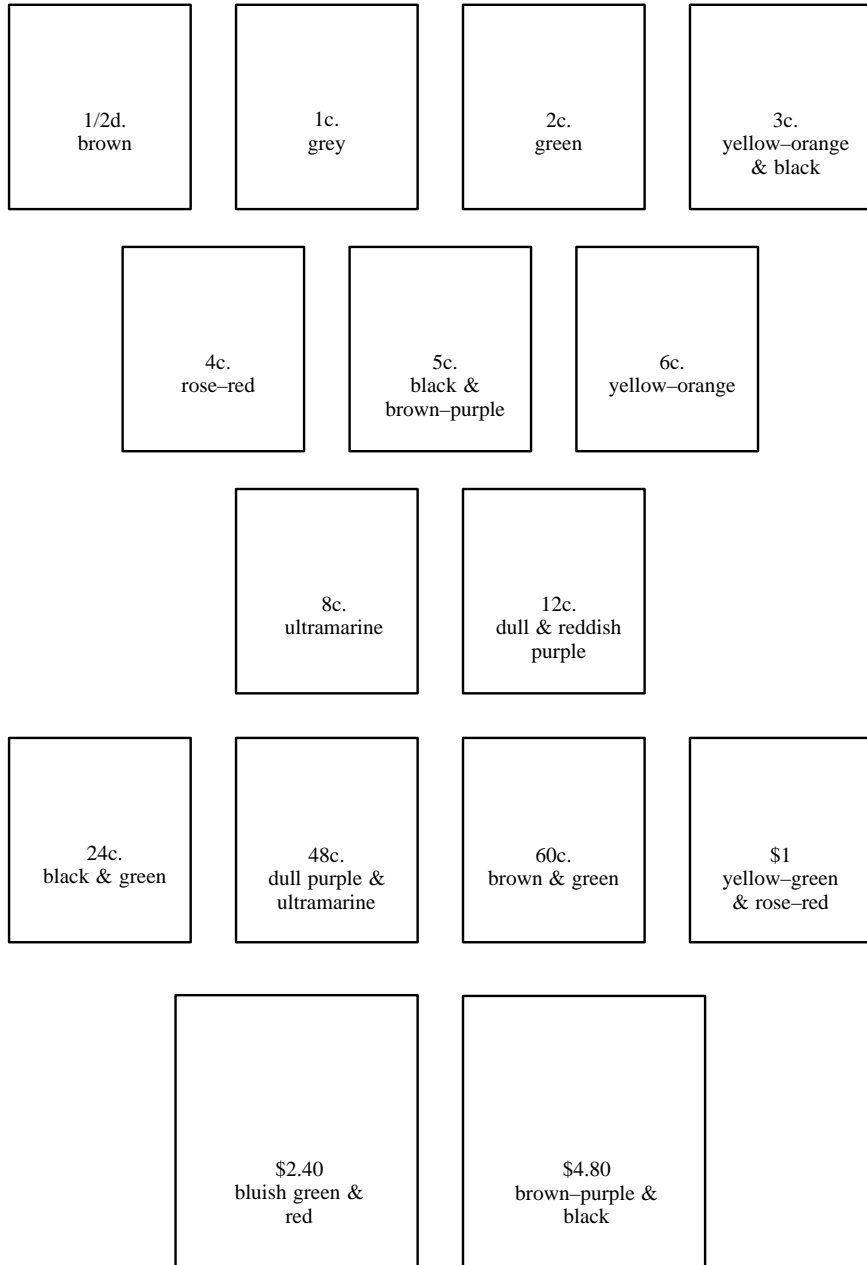 1/2d.
brown
1c.
grey
2c.
green
3c.
yellow–orange
& black
4c.
rose–red
5c.
black &
brown–purple
6c.
yellow–orange
8c.
ultramarine
12c.
dull & reddish
purple
24c.
black & green
48c.
dull purple &
ultramarine
60c.
brown & green
$1
yellow–green
& rose–red
$2.40
bluish green &
red
$4.80
brown–purple &
black